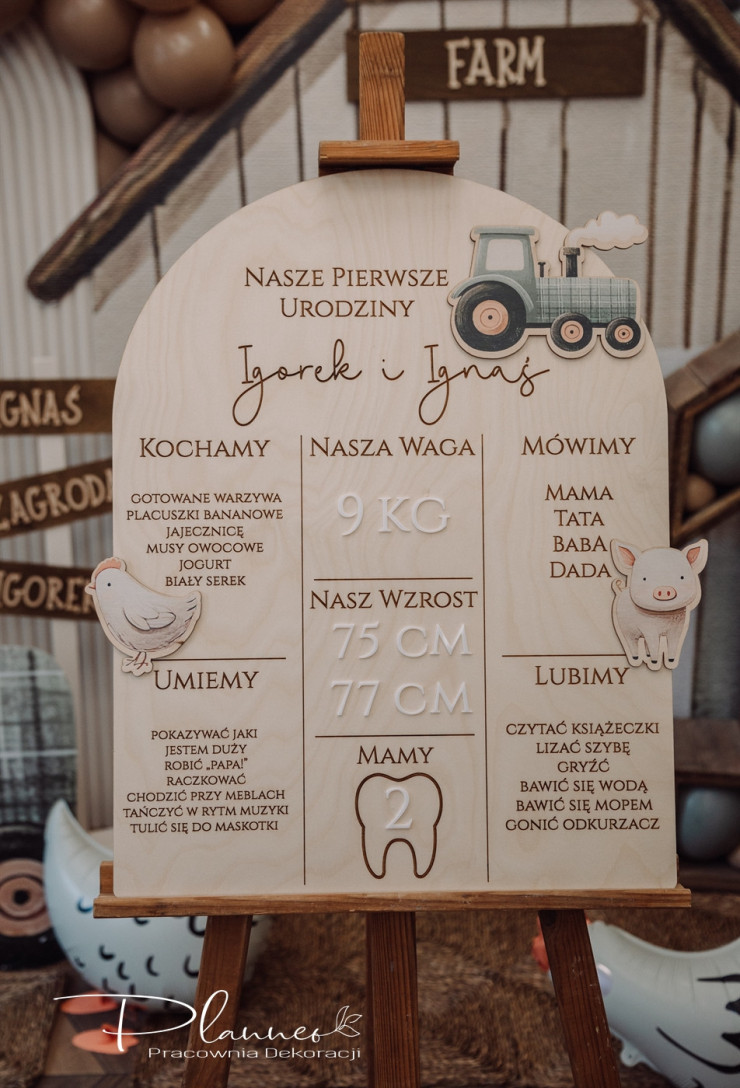 FARM
Nasze Pierwsze
Urodziny
Igorek i Ignaś
GNAŚ
ZAGRODA
IGOREK
Kochamy
GOTOWANE WARZYWA
PLACUSZKI BANANOWE
JAJECZNICĘ
MUSY OWOCOWE
JOGURT
BIAŁY SEREK
Umiemy
POKAZYWAĆ JAKI
JESTEM DUŻY
ROBIĆ „PAPA!”
RACZKOWAĆ
CHODZIĆ PRZY MEBLACH
TAŃCZYĆ W RYTM MUZYKI
TULIĆ SIĘ DO MASKOTKI
Nasza Waga
9 KG
Nasz Wzrost
75 CM
77 CM
Mamy
2
Mówimy
Mama
Tata
BabA
Dada
Lubimy
CZYTAĆ KSIĄŻECZKI
LIZAĆ SZYBĘ
GRYŹĆ
BAWIĆ SIĘ WODĄ
BAWIĆ SIĘ MOPEM
GONIĆ ODKURZACZ
Planneo
Pracownia Dekoracji